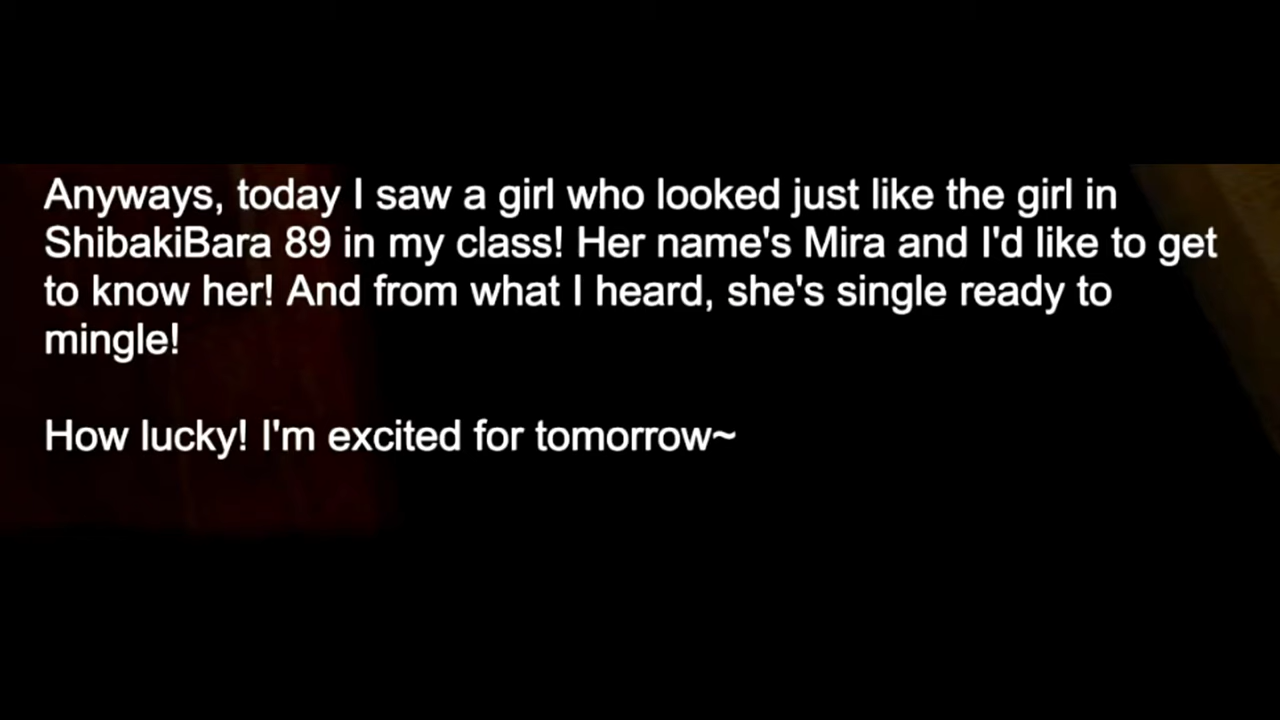 Anyways, today I saw a girl who looked just like the girl in
ShibakiBara 89 in my class! Her name's Mira and I'd like to get
to know her! And from what I heard, she's single ready to
mingle!
How lucky! I'm excited for tomorrow~